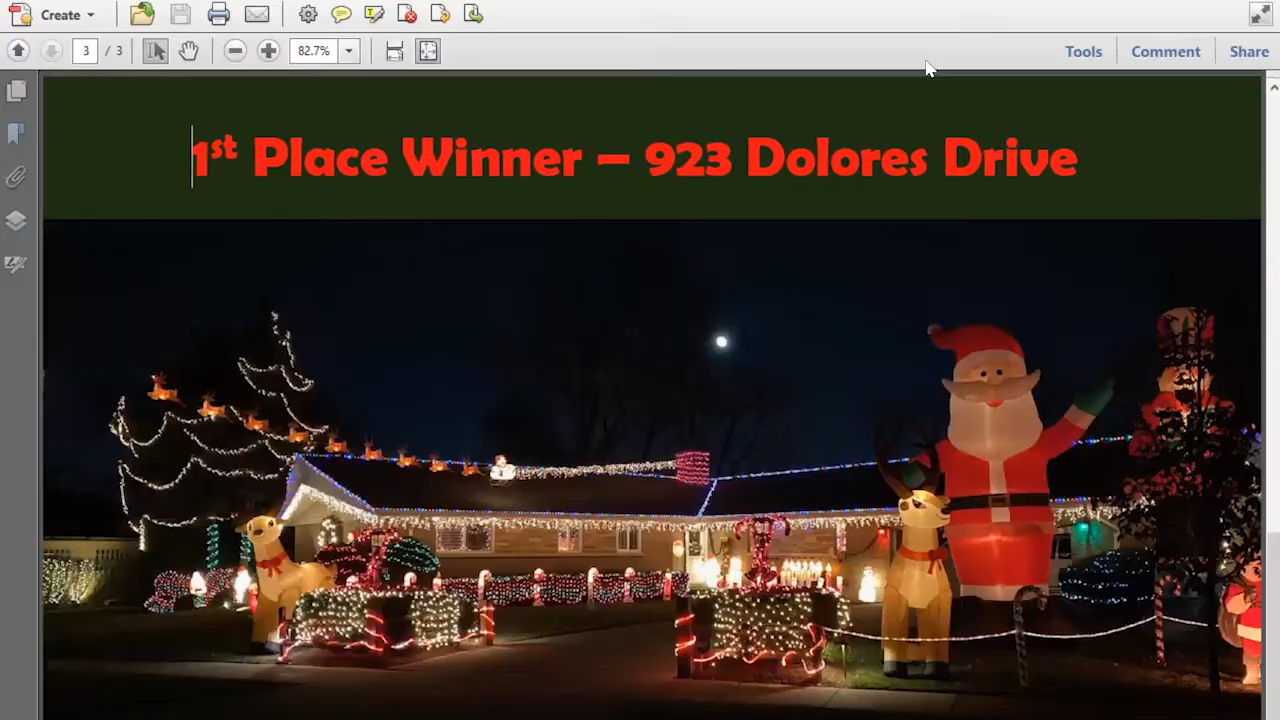 Create
3 / 3
82.7%
Tools
Comment
Share
1st Place Winner – 923 Dolores Drive